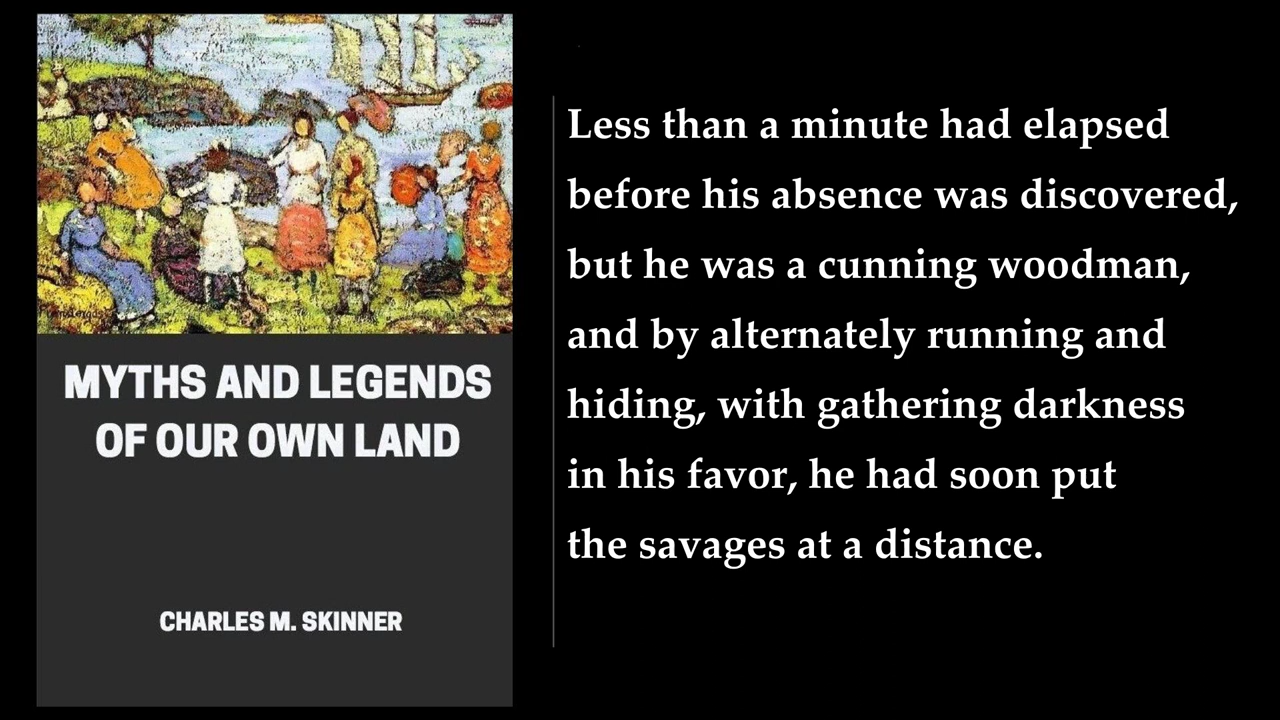 MYTHS AND LEGENDS
OF OUR OWN LAND
CHARLES M. SKINNER
Less than a minute had elapsed
before his absence was discovered,
but he was a cunning woodman,
and by alternately running and
hiding, with gathering darkness
in his favor, he had soon put
the savages at a distance.